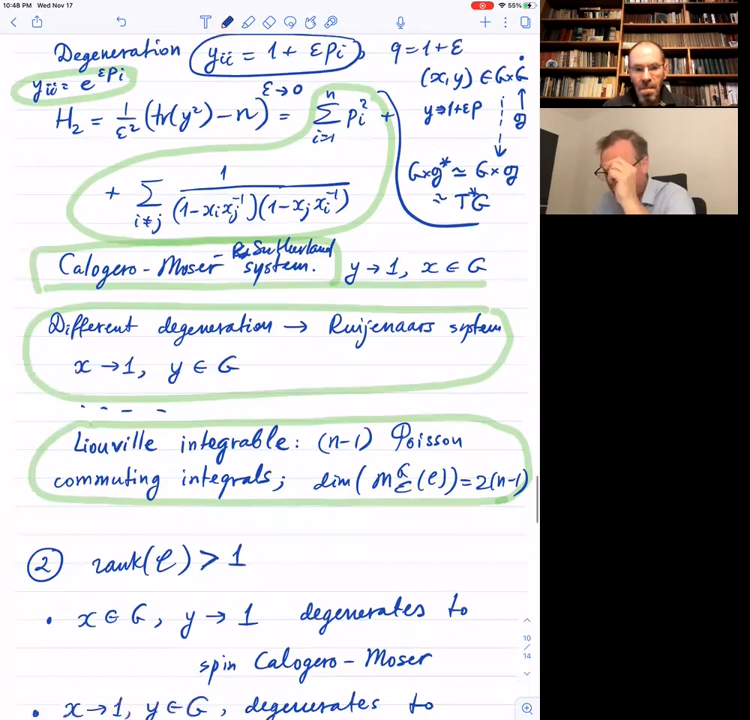 10:48 PM Wed Nov 17
55%
Degeneration y_ii = 1 + εp_i, q = 1 + ε
y_ii = e^{εp_i}
ε → 0
(x, y) ∈ G×G
y → 1+εp
g
H_2 = 1/ε² (tr(y²) − n) = Σ_{i=1}^{n} p_i² +
+ Σ_{i≠j} 1/((1−x_i x_j^{-1})(1−x_j x_i^{-1}))
G×g* ≃ G×g
≃ T*G
Calogero-Moser-Sutherland system. y → 1, x ∈ G
Different degeneration → Ruijenaars system
x → 1, y ∈ G
. . – –
Liouville integrable: (n-1) Poisson
commuting integrals; dim( (e)) = 2(n-1)
② rank(e) > 1
• x ∈ G, y → 1 degenerates to
spin Calogero-Moser
• x → 1, y ∈ G, degenerates to
10
/
14